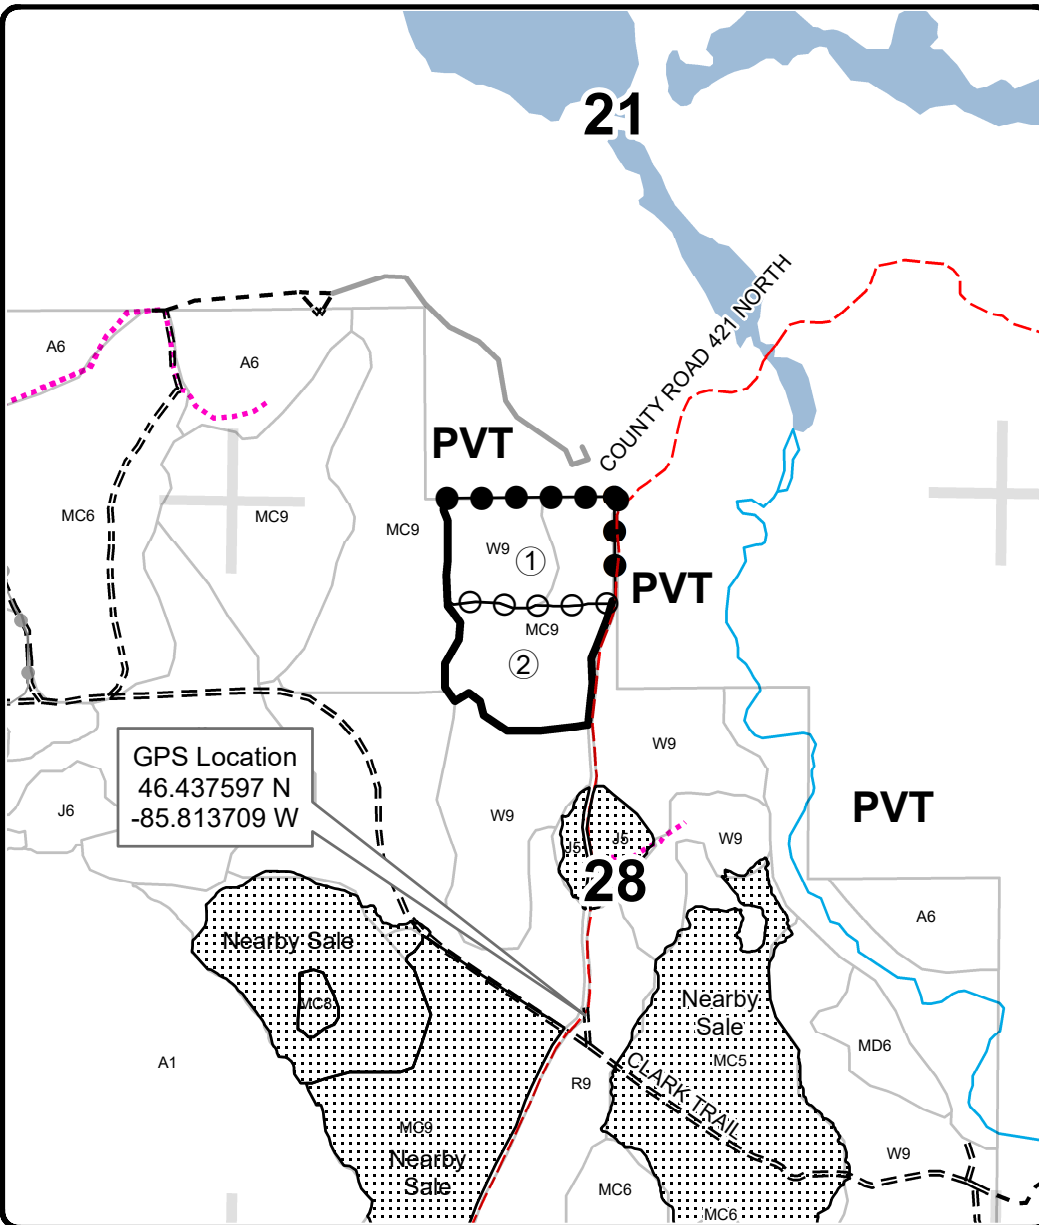 21
COUNTY ROAD 421 NORTH
A6
A6
PVT
MC6
MC9
MC9
W9
1
PVT
MC9
2
GPS Location
46.437597 N
-85.813709 W
W9
J6
W9
J5
J5
W9
PVT
28
A6
Nearby Sale
MC8
Nearby
Sale
MC5
MD6
A1
R9
CLARK TRAIL
MC9
Nearby
Sale
W9
MC6
MC6